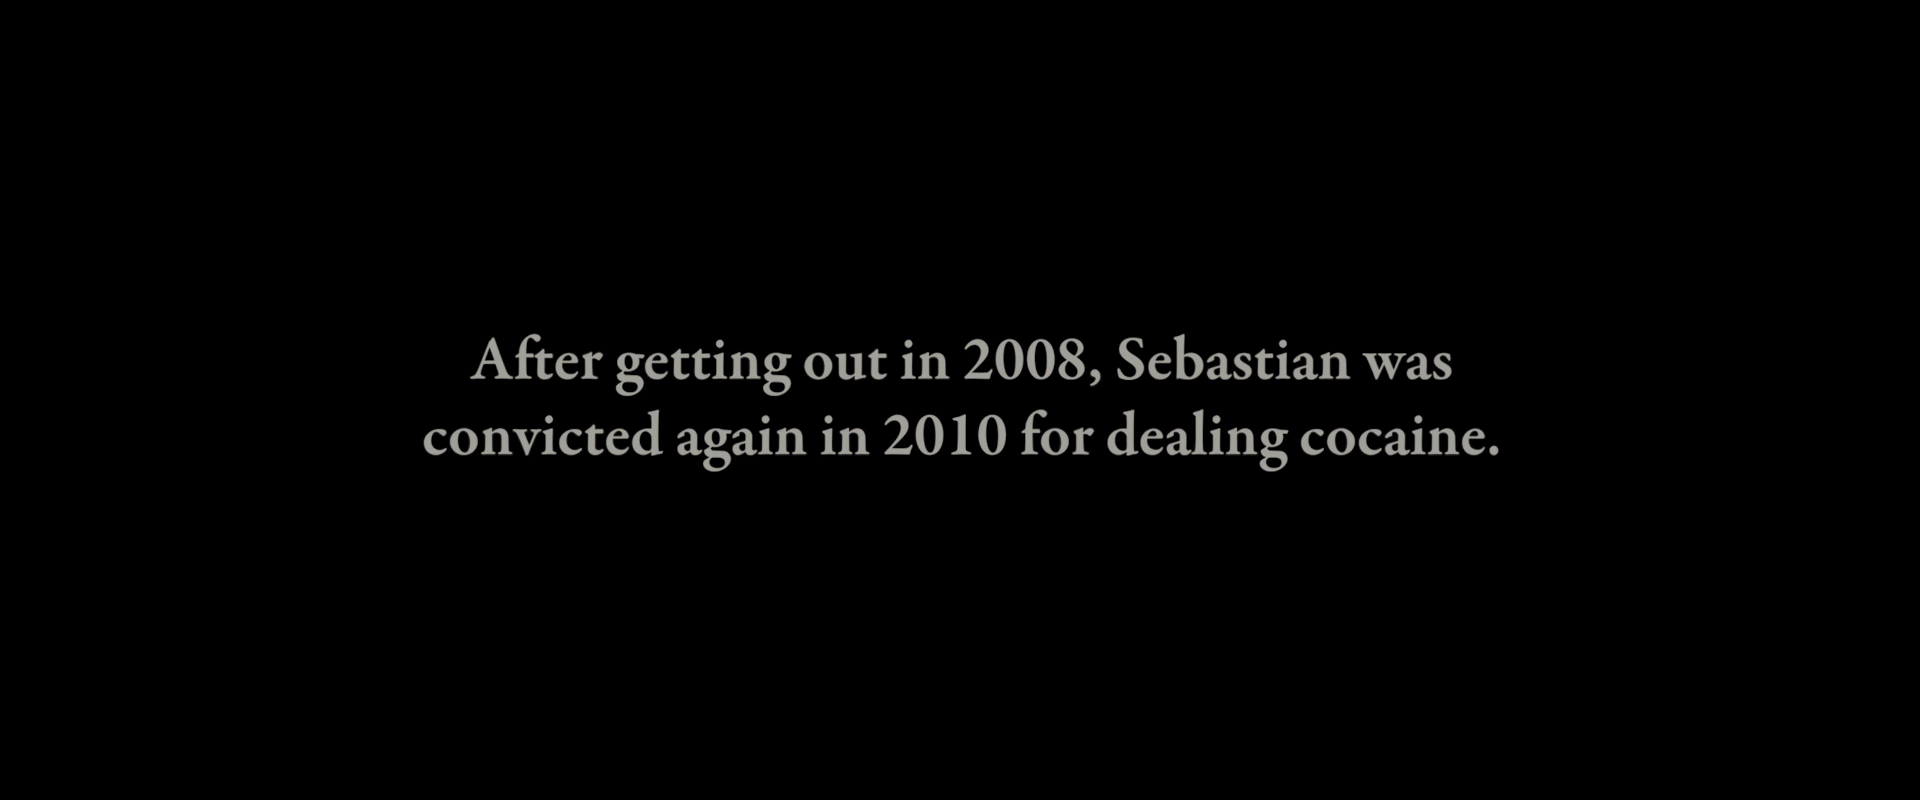 After getting out in 2008, Sebastian was
convicted again in 2010 for dealing cocaine.